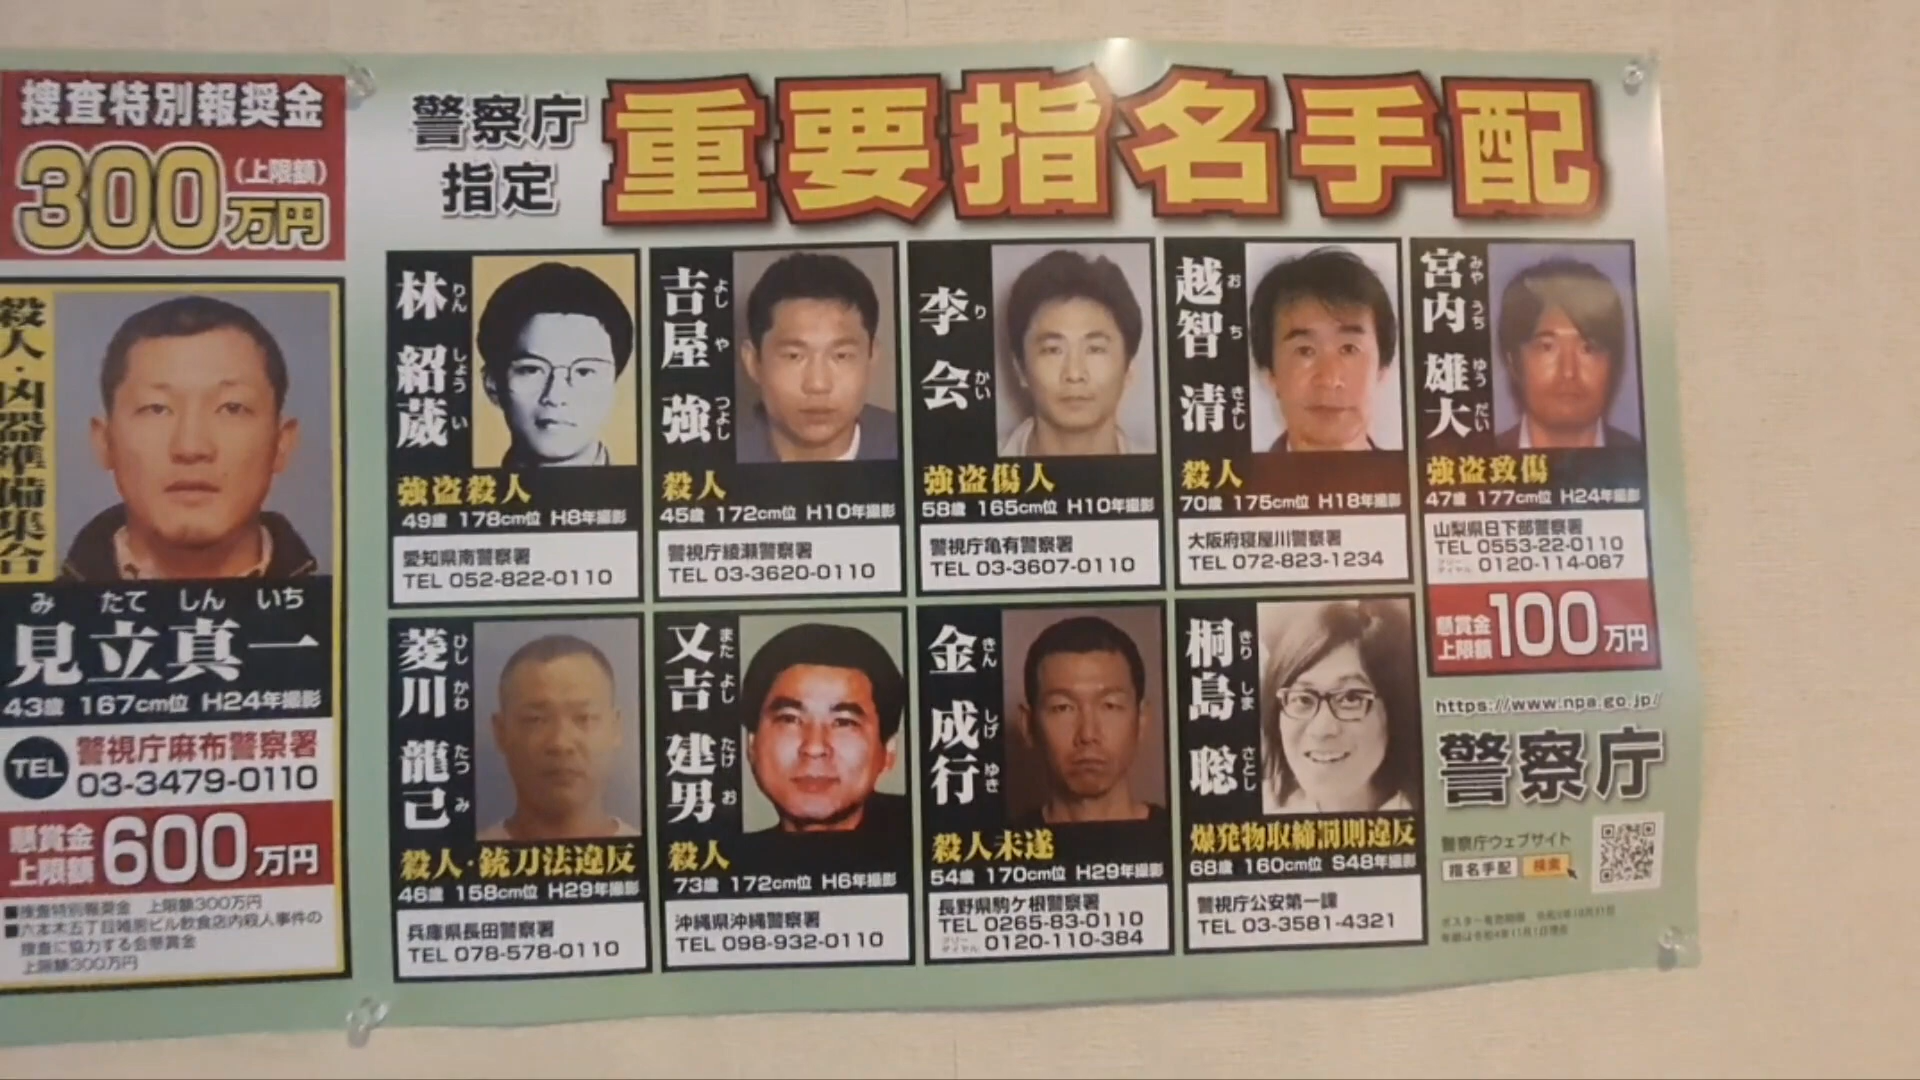 捜査特別報奨金
300万円
(上限額)
殺人・凶器準備集合
み たて しん いち
見立真一
43歳 167cm位 H24年撮影
TEL
警視庁麻布警察署
03-3479-0110
懸賞金
上限額
600万円
■捜査特別報奨金 上限額300万円
■六本木五丁目雑居ビル飲食店内殺人事件の
捜査に協力する会懸賞金
上限額300万円
警察庁
指定
重要指名手配
林 紹蔵
りん しょう い
強盗殺人
49歳 178cm位 H8年撮影
愛知県南警察署
TEL 052-822-0110
吉屋 強
よし や つよし
殺人
45歳 172cm位 H10年撮影
警視庁綾瀬警察署
TEL 03-3620-0110
李 会
り かい
強盗傷人
58歳 165cm位 H10年撮影
警視庁亀有警察署
TEL 03-3607-0110
越智 清
お ち きよし
殺人
70歳 175cm位 H18年撮影
大阪府寝屋川警察署
TEL 072-823-1234
宮内 雄大
みや うち ゆう だい
強盗致傷
47歳 177cm位 H24年撮影
山梨県日下部警察署
TEL 0553-22-0110
フリーダイヤル 0120-114-087
懸賞金
上限額
100万円
菱川 龍己
ひし かわ たつ み
殺人・銃刀法違反
46歳 158cm位 H29年撮影
兵庫県長田警察署
TEL 078-578-0110
又吉 建男
また よし たけ お
殺人
73歳 172cm位 H6年撮影
沖縄県沖縄警察署
TEL 098-932-0110
金 成行
きん しげ ゆき
殺人未遂
54歳 170cm位 H29年撮影
長野県駒ケ根警察署
TEL 0265-83-0110
フリーダイヤル 0120-110-384
桐島 聡
きり しま さとし
爆発物取締罰則違反
68歳 160cm位 S48年撮影
警視庁公安第一課
TEL 03-3581-4321
https://www.npa.go.jp/
警察庁
警察庁ウェブサイト
指名手配 検索
年齢は令和4年11月1日現在